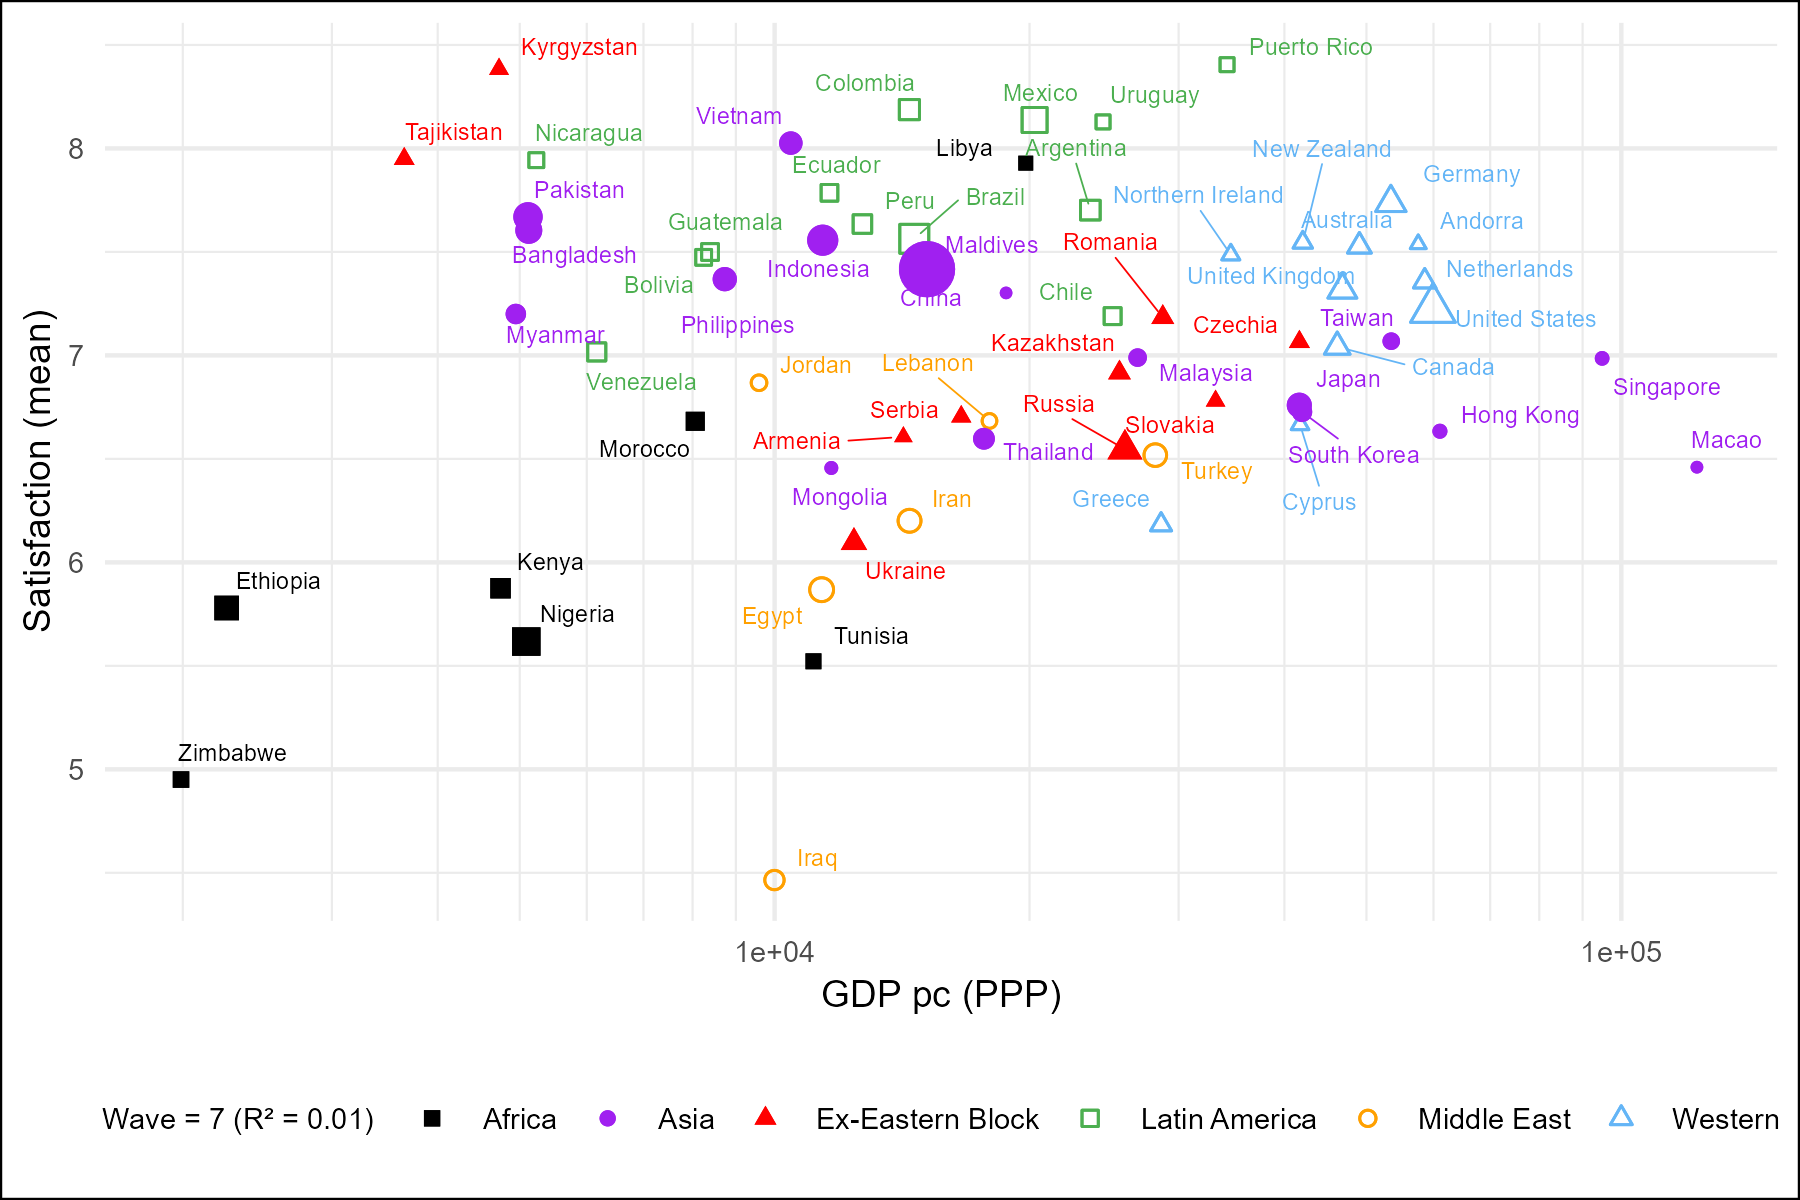 Kyrgyzstan
Puerto Rico
Colombia
Mexico
Uruguay
Vietnam
Tajikistan
Nicaragua
8
Libya
Argentina
New Zealand
Ecuador
Germany
Pakistan
Northern Ireland
Peru
Brazil
Guatemala
Australia
Andorra
Bangladesh
Maldives
Romania
Indonesia
United Kingdom
Netherlands
Bolivia
China
Chile
Philippines
Czechia
Taiwan
United States
Myanmar
Kazakhstan
7
Jordan
Lebanon
Canada
Venezuela
Malaysia
Japan
Singapore
Serbia
Russia
Hong Kong
Armenia
Slovakia
Macao
Morocco
Thailand
South Korea
Turkey
Mongolia
Iran
Greece
Cyprus
6
Kenya
Ukraine
Ethiopia
Nigeria
Egypt
Tunisia
Zimbabwe
5
Iraq
Satisfaction (mean)
1e+04 1e+05
GDP pc (PPP)
Wave = 7 (R² = 0.01) Africa Asia Ex-Eastern Block Latin America Middle East Western